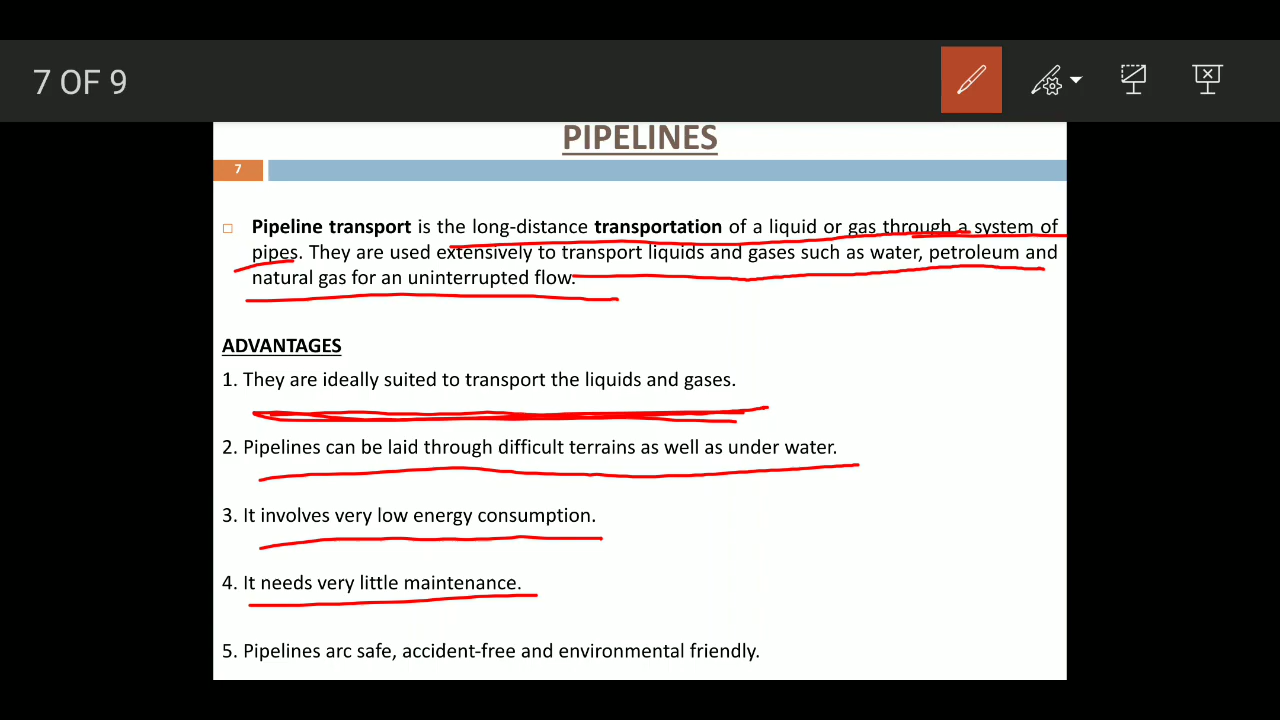 7 OF 9
PIPELINES
7
Pipeline transport is the long-distance transportation of a liquid or gas through a system of
pipes. They are used extensively to transport liquids and gases such as water, petroleum and
natural gas for an uninterrupted flow.
ADVANTAGES
1. They are ideally suited to transport the liquids and gases.
2. Pipelines can be laid through difficult terrains as well as under water.
3. It involves very low energy consumption.
4. It needs very little maintenance.
5. Pipelines arc safe, accident-free and environmental friendly.